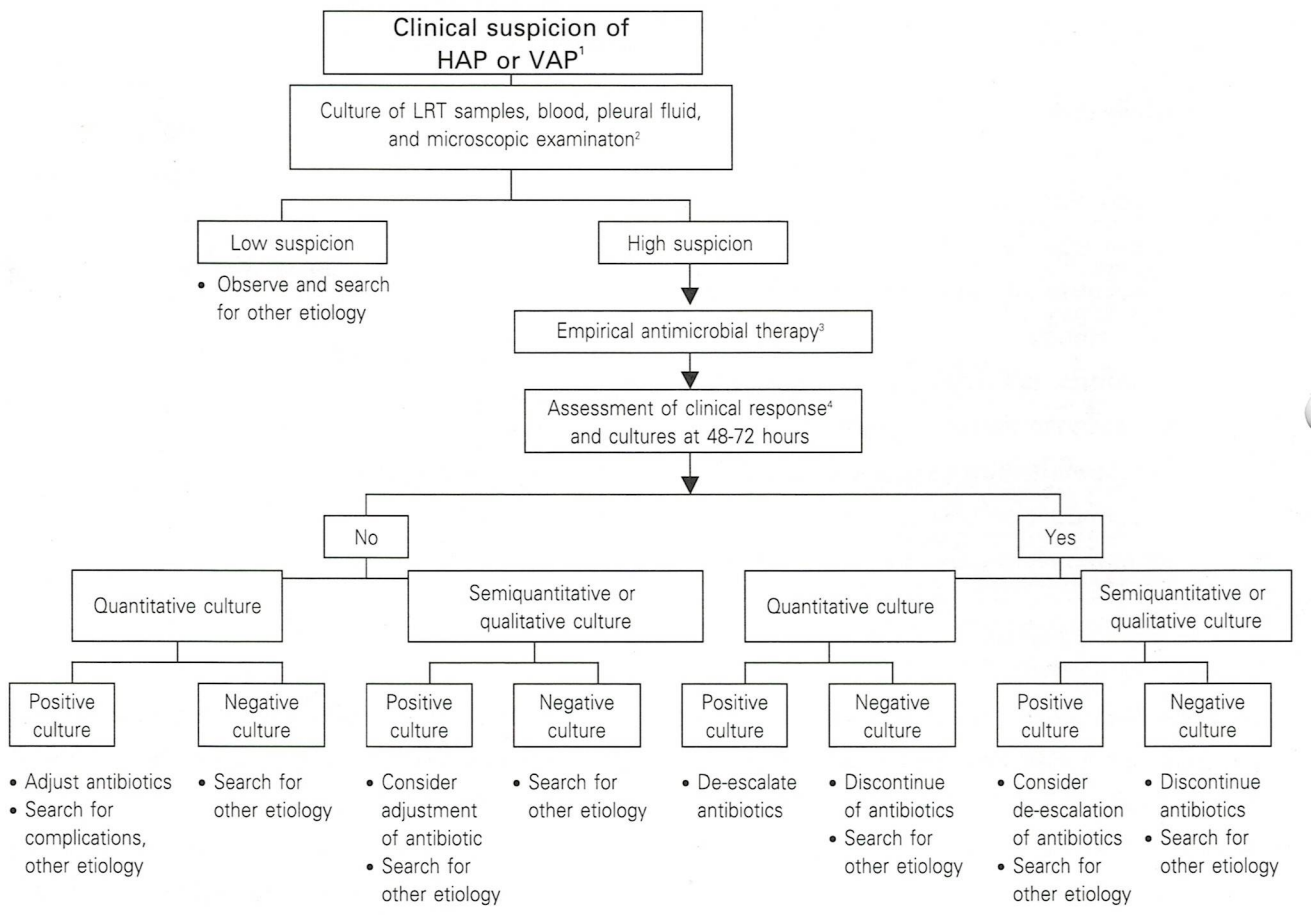 Clinical suspicion of
HAP or VAP¹
Culture of LRT samples, blood, pleural fluid,
and microscopic examinaton²
Low suspicion
• Observe and search
for other etiology
High suspicion
Empirical antimicrobial therapy³
Assessment of clinical response⁴
and cultures at 48-72 hours
No
Yes
Quantitative culture
Semiquantitative or
qualitative culture
Quantitative culture
Semiquantitative or
qualitative culture
Positive
culture
Negative
culture
Positive
culture
Negative
culture
Positive
culture
Negative
culture
Positive
culture
Negative
culture
• Adjust antibiotics
• Search for
complications,
other etiology
• Search for
other etiology
• Consider
adjustment
of antibiotic
• Search for
other etiology
• Search for
other etiology
• De-escalate
antibiotics
• Discontinue
of antibiotics
• Search for
other etiology
• Consider
de-escalation
of antibiotics
• Search for
other etiology
• Discontinue
antibiotics
• Search for
other etiology